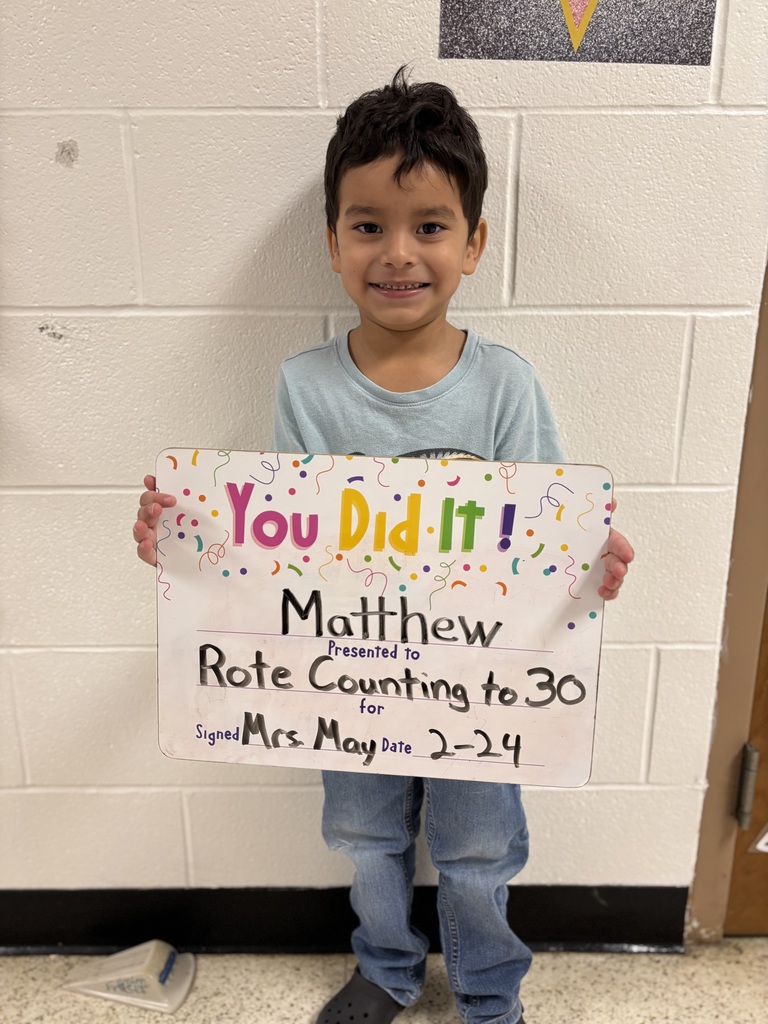 You Did It!
Matthew
Presented to
Rote Counting to 30
for
Signed Mrs. May Date 2-24